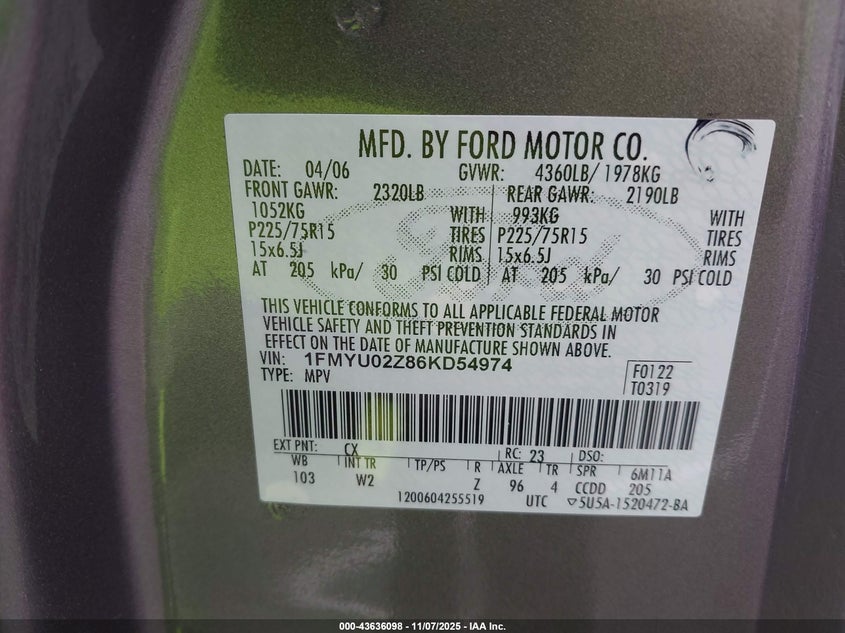 MFD. BY FORD MOTOR CO.
DATE: 04/06 GVWR: 4360LB/ 1978KG
FRONT GAWR: 2320LB REAR GAWR: 2190LB
1052KG WITH 993KG WITH
P225/75R15 TIRES P225/75R15 TIRES
15x6.5J RIMS 15x6.5J RIMS
AT 205 kPa/ 30 PSI COLD AT 205 kPa/ 30 PSI COLD
THIS VEHICLE CONFORMS TO ALL APPLICABLE FEDERAL MOTOR
VEHICLE SAFETY AND THEFT PREVENTION STANDARDS IN
EFFECT ON THE DATE OF MANUFACTURE SHOWN ABOVE.
VIN: 1FMYU02Z86KD54974
TYPE: MPV
F0122
T0319
EXT PNT: CX RC: 23 DSO:
WB INT TR TP/PS R AXLE TR SPR 6M11A
103 W2 Z 96 4 CCDD 205
1200604255519 UTC ▽5U5A-1520472-BA
000-43636098 - 11/07/2025 - IAA Inc.